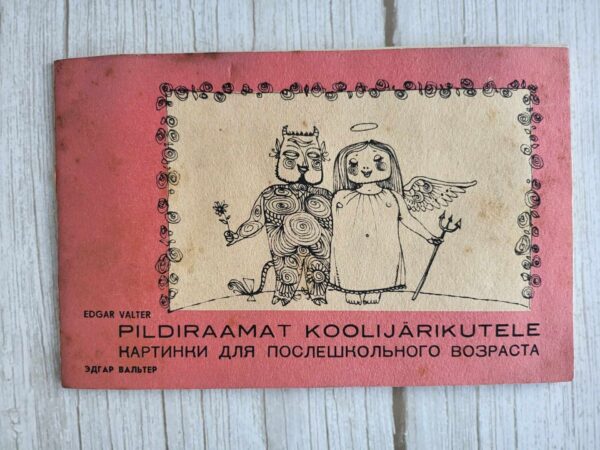 EDGAR VALTER
PILDIRAAMAT KOOLIJÄRIKUTELE
КАРТИНКИ ДЛЯ ПОСЛЕШКОЛЬНОГО ВОЗРАСТА
ЭДГАР ВАЛЬТЕР